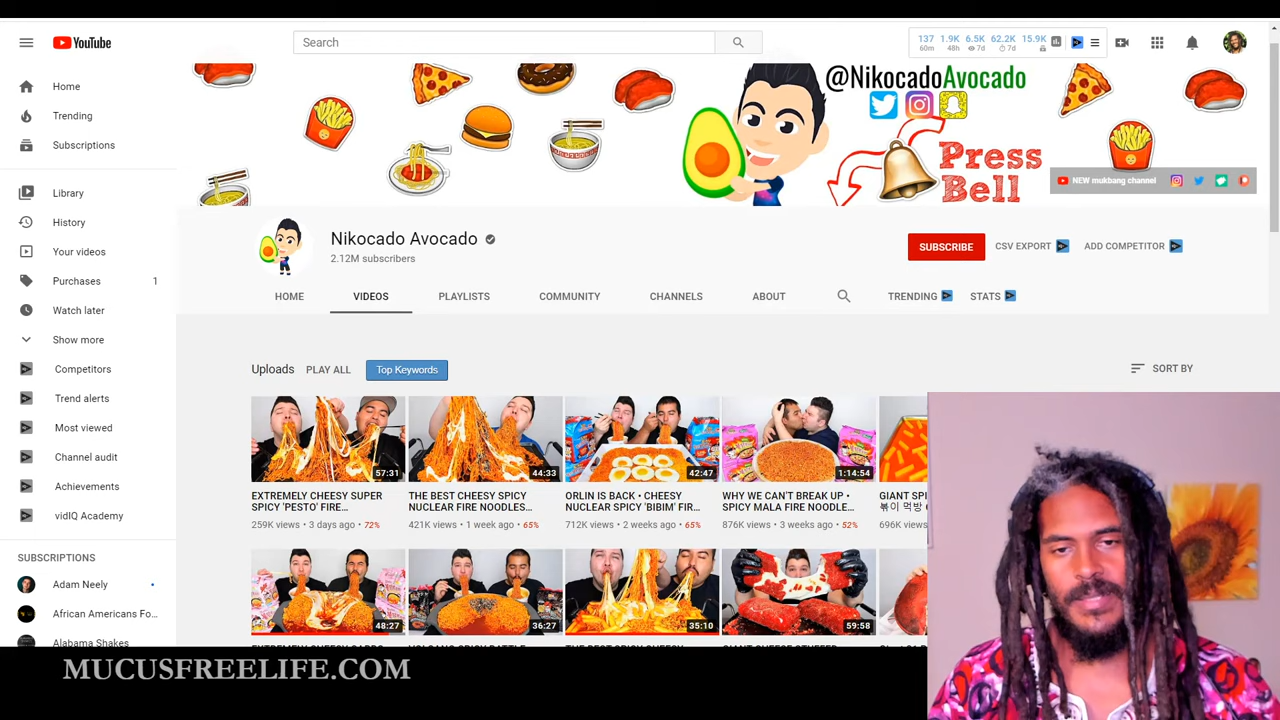 YouTube
Search
137 1.9K 6.5K 62.2K 15.9K
60m 48h 7d 7d
Home
Trending
Subscriptions
Library
History
Your videos
Purchases 1
Watch later
Show more
Competitors
Trend alerts
Most viewed
Channel audit
Achievements
vidIQ Academy
SUBSCRIPTIONS
Adam Neely
African Americans Fo...
Alabama Shakes
@NikocadoAvocado
Press
Bell
NEW mukbang channel
Nikocado Avocado
2.12M subscribers
SUBSCRIBE CSV EXPORT ADD COMPETITOR
HOME VIDEOS PLAYLISTS COMMUNITY CHANNELS ABOUT TRENDING STATS
Uploads PLAY ALL Top Keywords SORT BY
57:31 44:33 42:47 1:14:54
EXTREMELY CHEESY SUPER
SPICY 'PESTO' FIRE...
259K views • 3 days ago • 72%
THE BEST CHEESY SPICY
NUCLEAR FIRE NOODLES...
421K views • 1 week ago • 65%
ORLIN IS BACK • CHEESY
NUCLEAR SPICY 'BIBIM' FIR...
712K views • 2 weeks ago • 65%
WHY WE CAN'T BREAK UP •
SPICY MALA FIRE NOODLE...
876K views • 3 weeks ago • 52%
GIANT SPI
볶이 먹방
696K views
48:27 36:27 35:10 59:58
MUCUSFREELIFE.COM